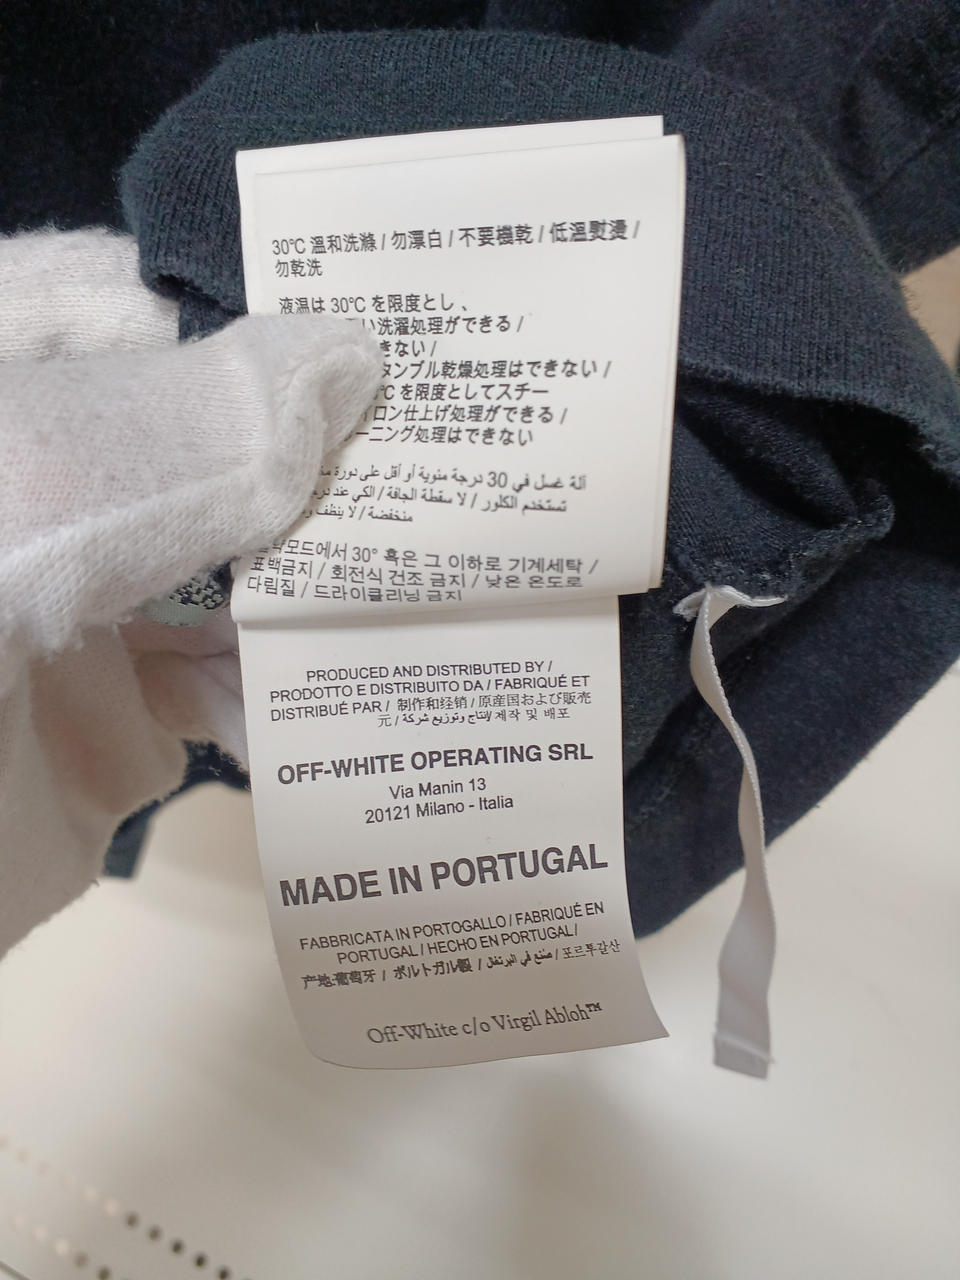 30℃ 溫和洗滌 / 勿漂白 / 不要機乾 / 低溫熨燙 /
勿乾洗
液温は 30℃ を限度とし、
い洗濯処理ができる /
きない /
タンブル乾燥処理はできない /
℃ を限度としてスチー
ロン仕上げ処理ができる /
ーニング処理はできない
آلة غسل في 30 درجة مئوية أو أقل على دورة
تستخدم الكلور / لا سقطة الجافة / الكي عند
منخفضة / لا ينظف
모드에서 30° 혹은 그 이하로 기계세탁 /
표백금지 / 회전식 건조 금지 / 낮은 온도로
다림질 / 드라이클리닝 금지
PRODUCED AND DISTRIBUTED BY /
PRODOTTO E DISTRIBUITO DA / FABRIQUÉ ET
DISTRIBUÉ PAR / 制作和经销 / 原産国および販売
元 / إنتاج وتوزيع شركة / 제작 및 배포
OFF-WHITE OPERATING SRL
Via Manin 13
20121 Milano - Italia
MADE IN PORTUGAL
FABBRICATA IN PORTOGALLO / FABRIQUÉ EN
PORTUGAL / HECHO EN PORTUGAL /
产地:葡萄牙 / ポルトガル製 / صنع في البرتغال / 포르투갈산
Off-White c/o Virgil Abloh™